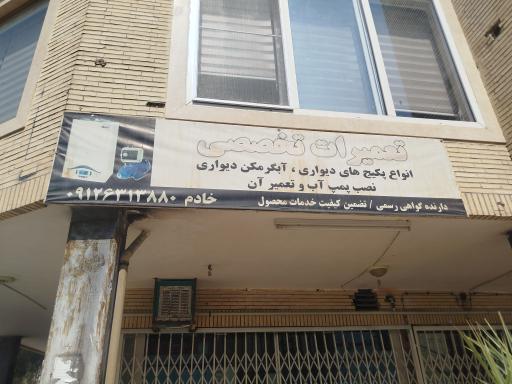 تعمیرات تخصصی
انواع پکیج های دیواری ، آبگرمکن دیواری
نصب پمپ آب و تعمیر آن
دارنده گواهی رسمی / تضمین کیفیت خدمات محصول
خادم ۰۹۱۲۶۳۱۳۸۸۰